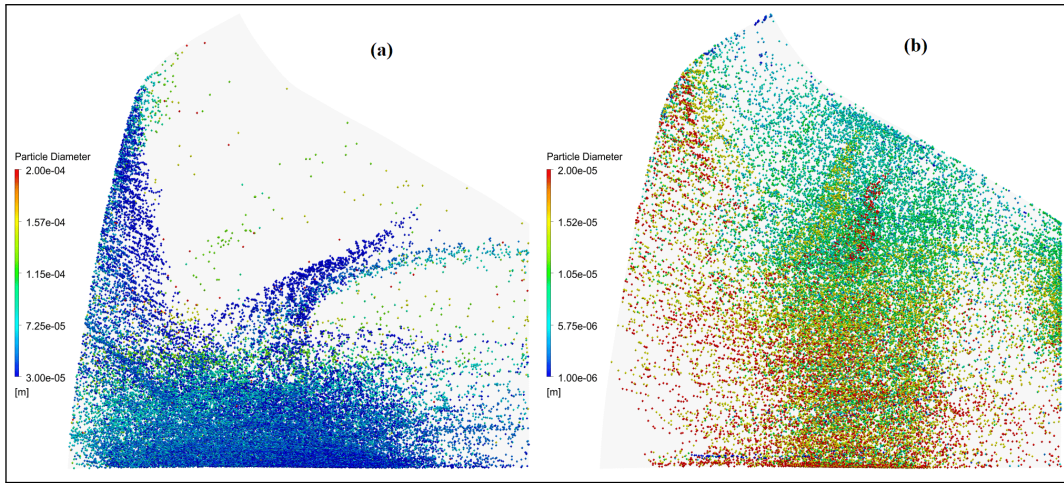 (a)
Particle Diameter
2.00e-04
1.57e-04
1.15e-04
7.25e-05
3.00e-05
[m]
(b)
Particle Diameter
2.00e-05
1.52e-05
1.05e-05
5.75e-06
1.00e-06
[m]